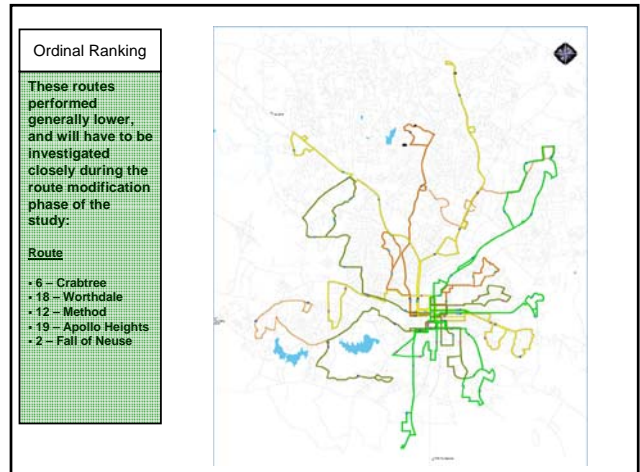 Ordinal Ranking
These routes
performed
generally lower,
and will have to be
investigated
closely during the
route modification
phase of the
study:
Route
▪ 6 – Crabtree
▪ 18 – Worthdale
▪ 12 – Method
▪ 19 – Apollo Heights
▪ 2 – Fall of Neuse